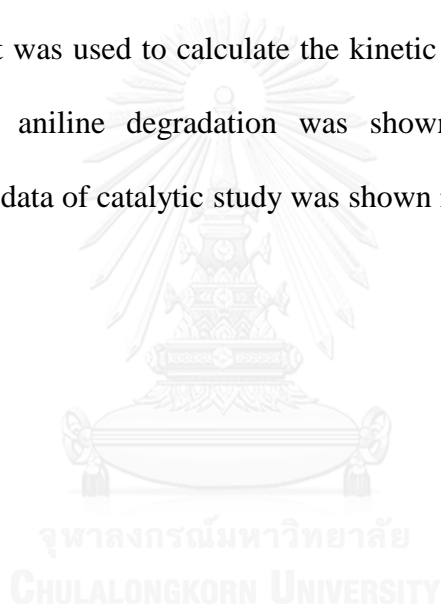 t was used to calculate the kinetic
aniline degradation was shown
data of catalytic study was shown
จุฬาลงกรณ์มหาวิทยาลัย
CHULALONGKORN UNIVERSITY